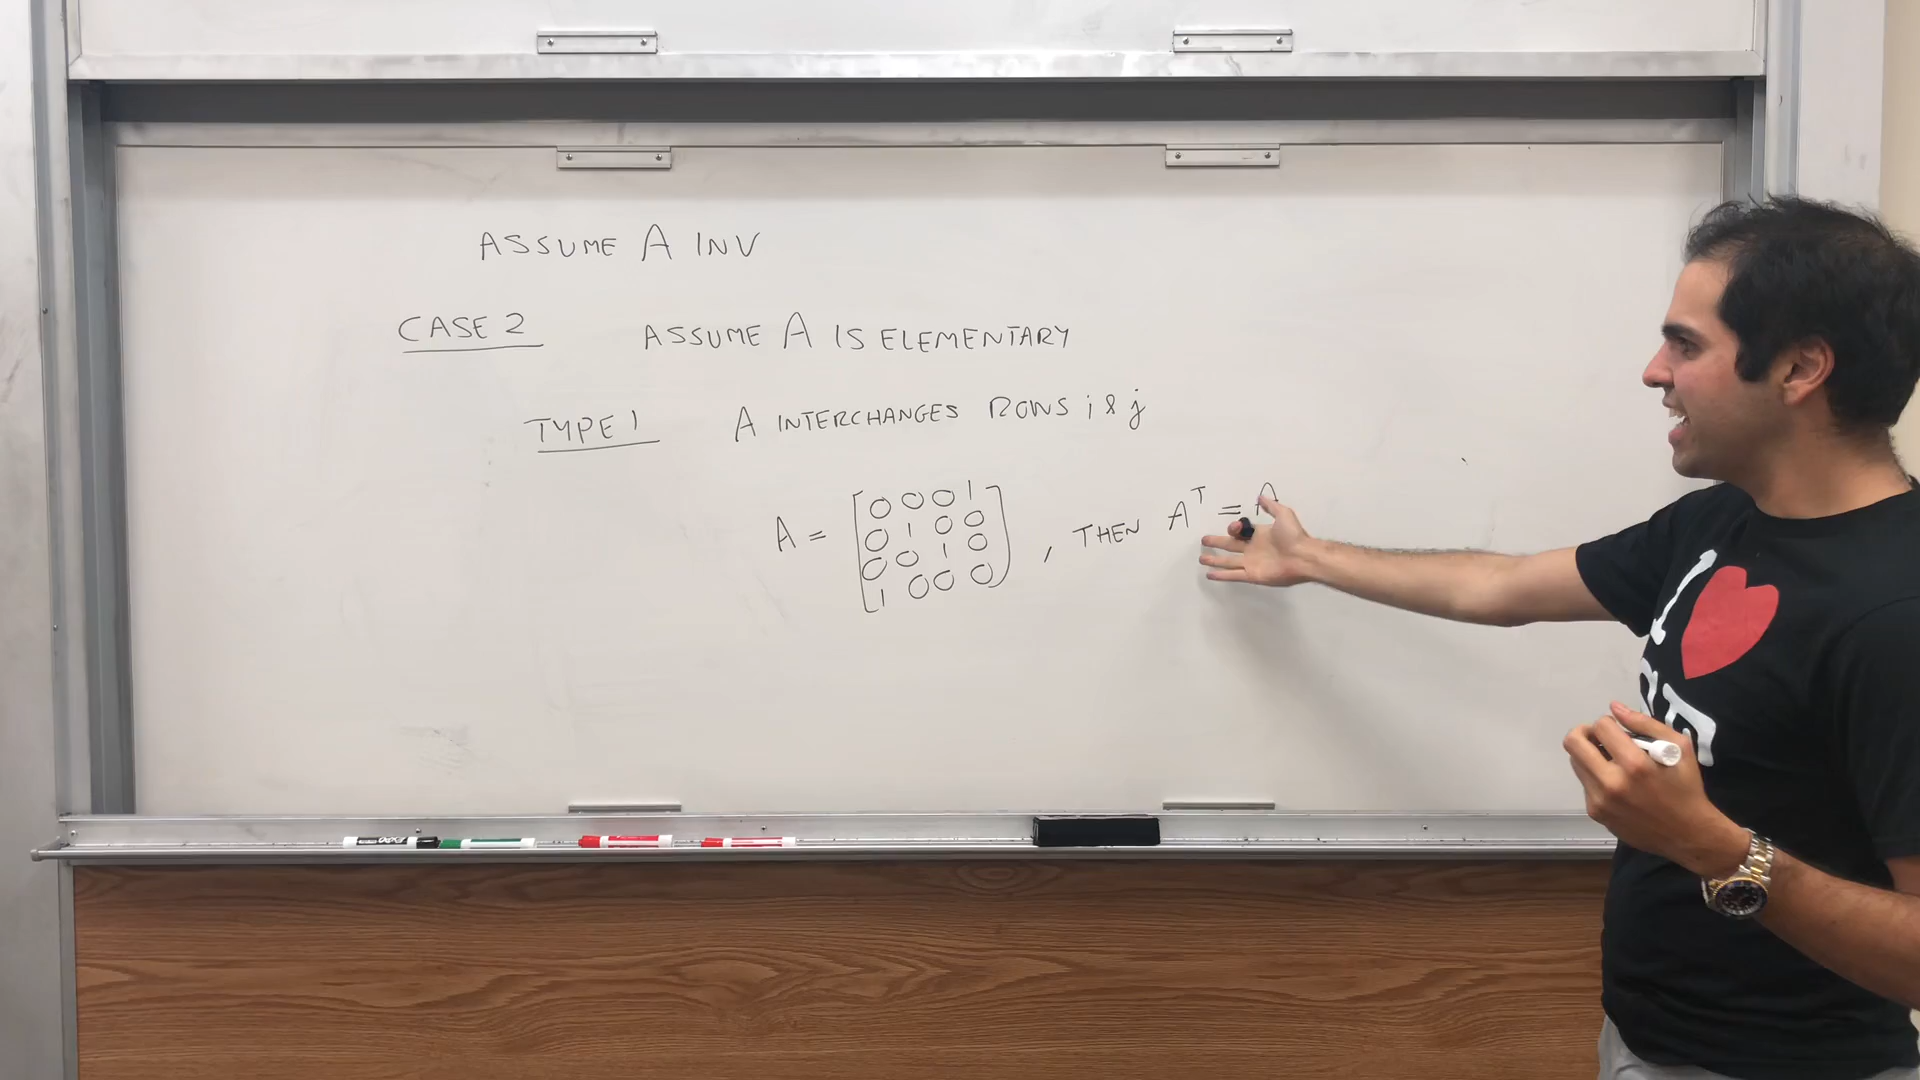 ASSUME A INV
CASE 2 ASSUME A IS ELEMENTARY
TYPE 1 A INTERCHANGES ROWS i & j
A = [0 0 0 1
0 1 0 0
0 0 1 0
1 0 0 0], THEN A^T = A
I ♥
EXPO